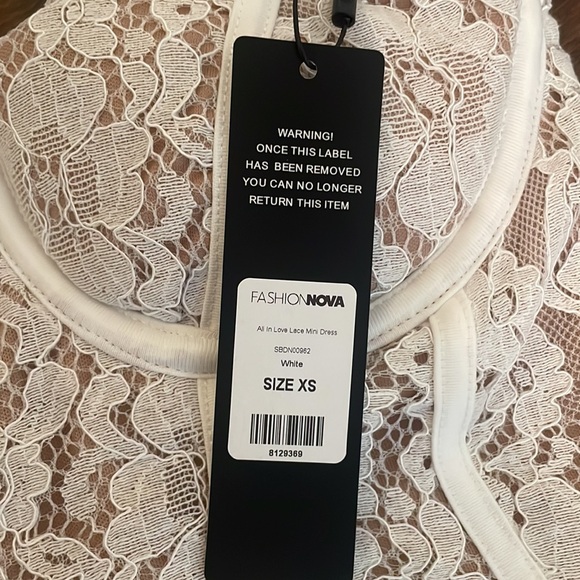 WARNING!
ONCE THIS LABEL
HAS BEEN REMOVED
YOU CAN NO LONGER
RETURN THIS ITEM
FASHIONNOVA
All In Love Lace Mini Dress
SBDN00962
White
SIZE XS
8129369